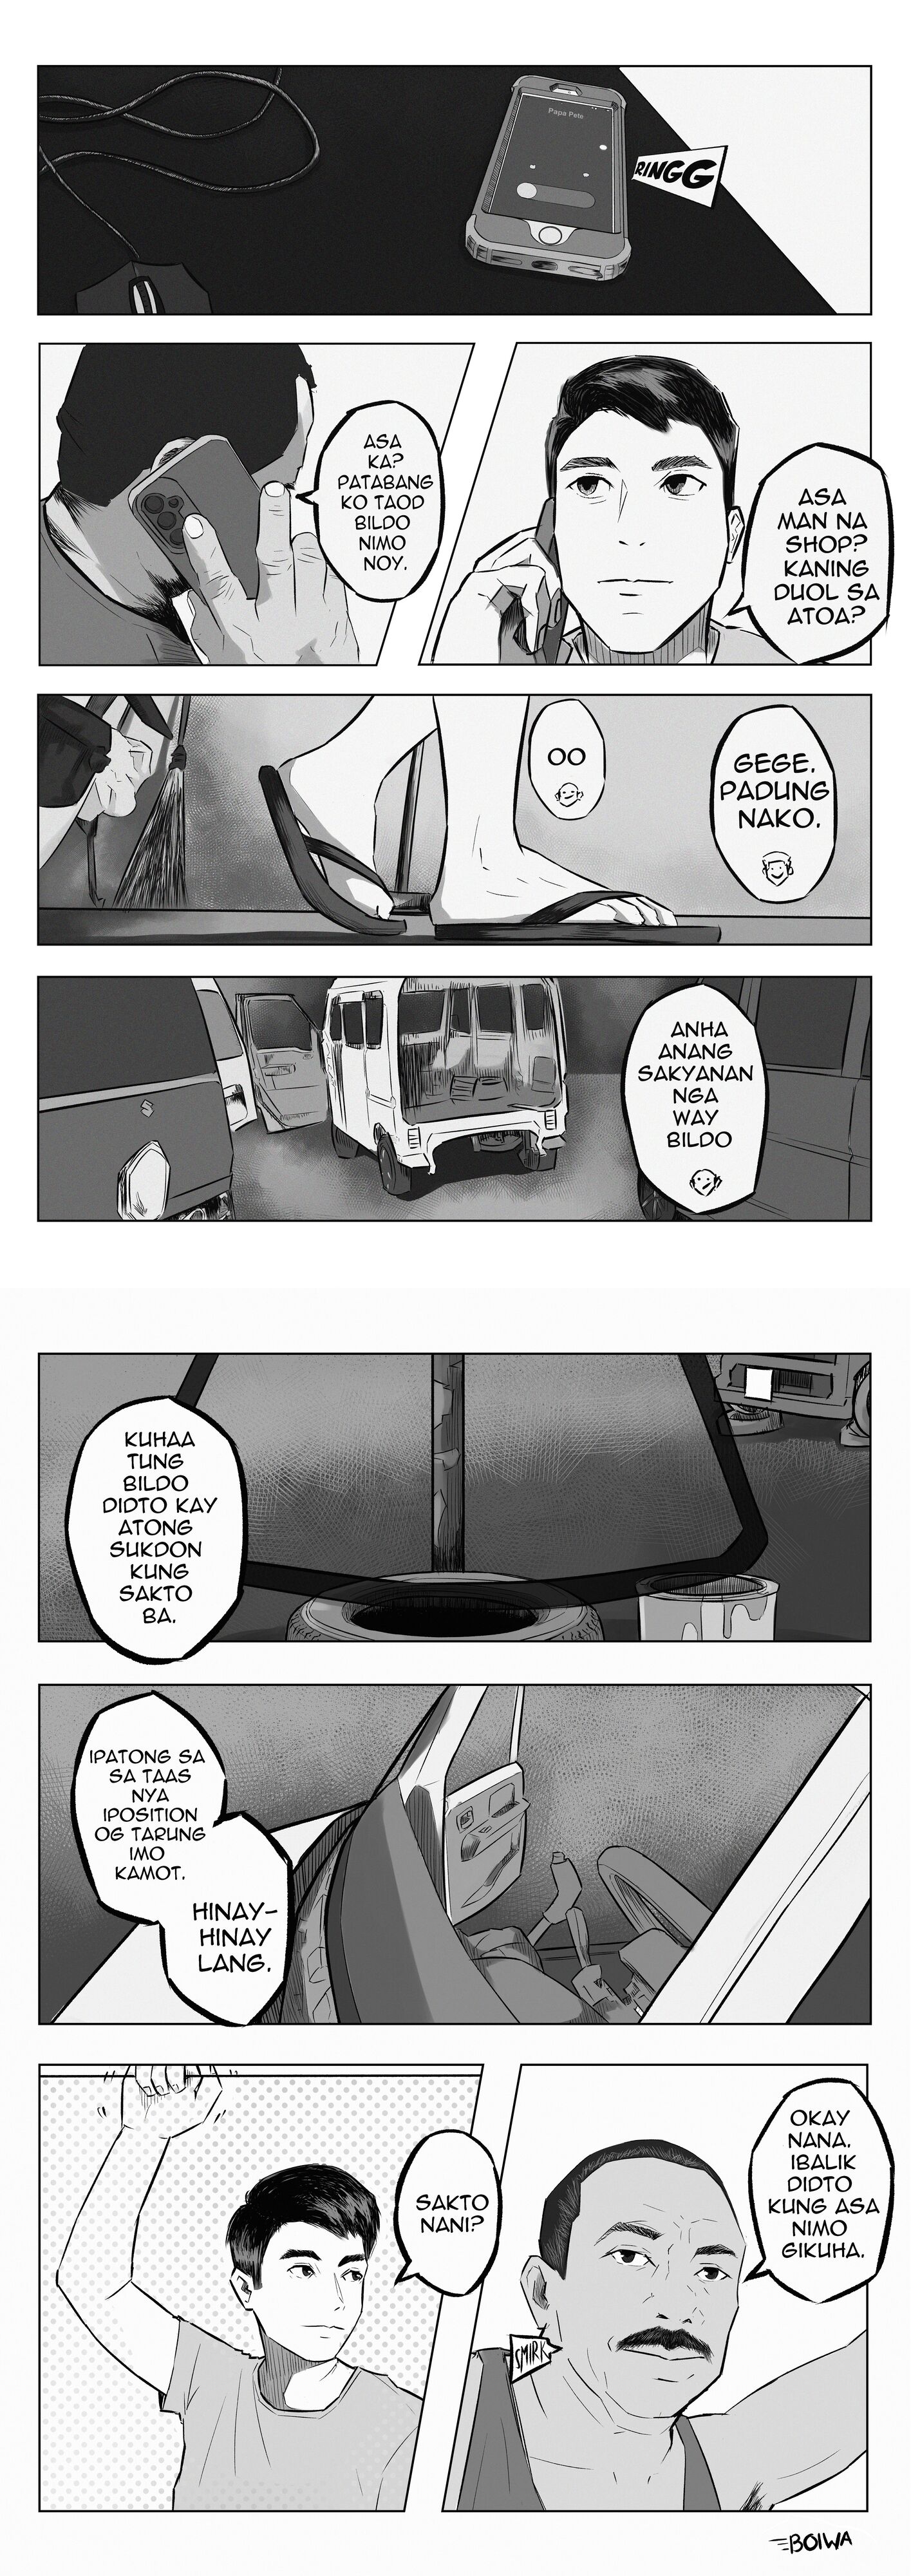 Papa Pete
RINGG
ASA
KA?
PATABANG
KO TAOD
BILDO
NIMO
NOY.
ASA
MAN NA
SHOP?
KANING
DUOL SA
ATOA?
OO
GEGE.
PADUNG
NAKO.
ANHA
ANANG
SAKYANAN
NGA
WAY
BILDO
KUHAA
TUNG
BILDO
DIDTO KAY
ATONG
SUKDON
KUNG
SAKTO
BA.
IPATONG SA
SA TAAS
NYA
IPOSITION
OG TARUNG
IMO
KAMOT.
HINAY-
HINAY
LANG.
SAKTO
NANI?
OKAY
NANA.
IBALIK
DIDTO
KUNG ASA
NIMO
GIKUHA.
SMIRK
BOIWA